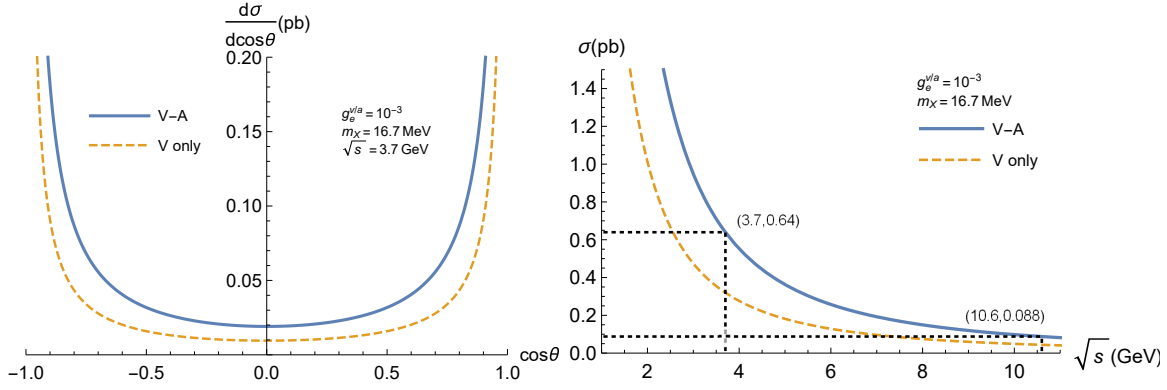 dσ
dcosθ
(pb)
0.20
0.15
0.10
0.05
−1.0 −0.5 0.0 0.5 1.0
cosθ
V−A
V only
g_e^{v/a} = 10^{-3}
m_X = 16.7 MeV
√s = 3.7 GeV
σ(pb)
1.4
1.2
1.0
0.8
0.6
0.4
0.2
0.0
2 4 6 8 10
√s (GeV)
g_e^{v/a} = 10^{-3}
m_X = 16.7 MeV
V−A
V only
(3.7,0.64)
(10.6,0.088)